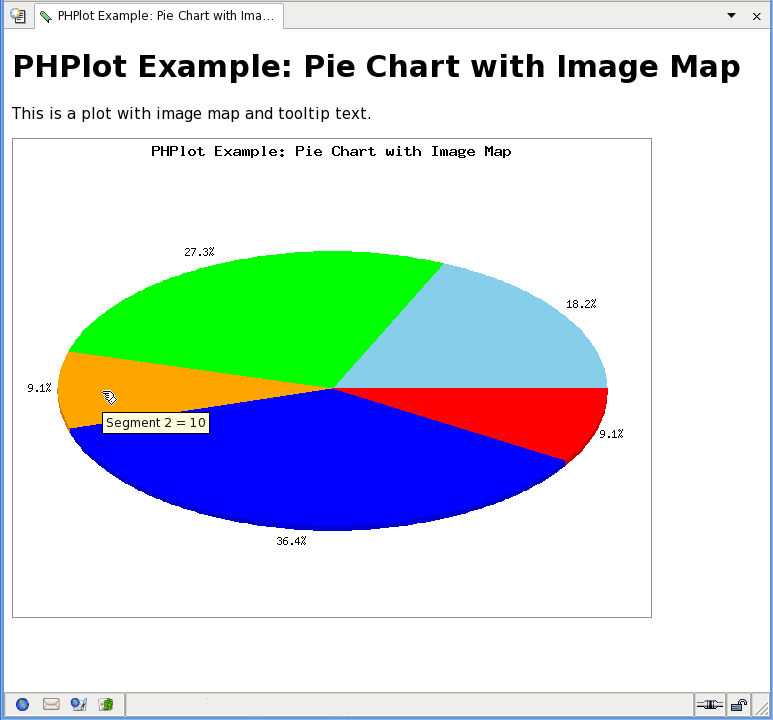 PHPlot Example: Pie Chart with Ima...
PHPlot Example: Pie Chart with Image Map
This is a plot with image map and tooltip text.
PHPlot Example: Pie Chart with Image Map
27.3%
18.2%
9.1%
Segment 2 = 10
9.1%
36.4%